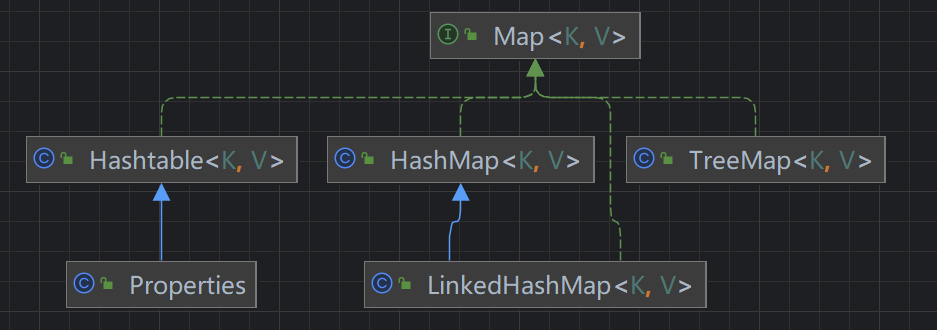 I Map<K, V>
C Hashtable<K, V>
C HashMap<K, V>
C TreeMap<K, V>
C Properties
C LinkedHashMap<K, V>